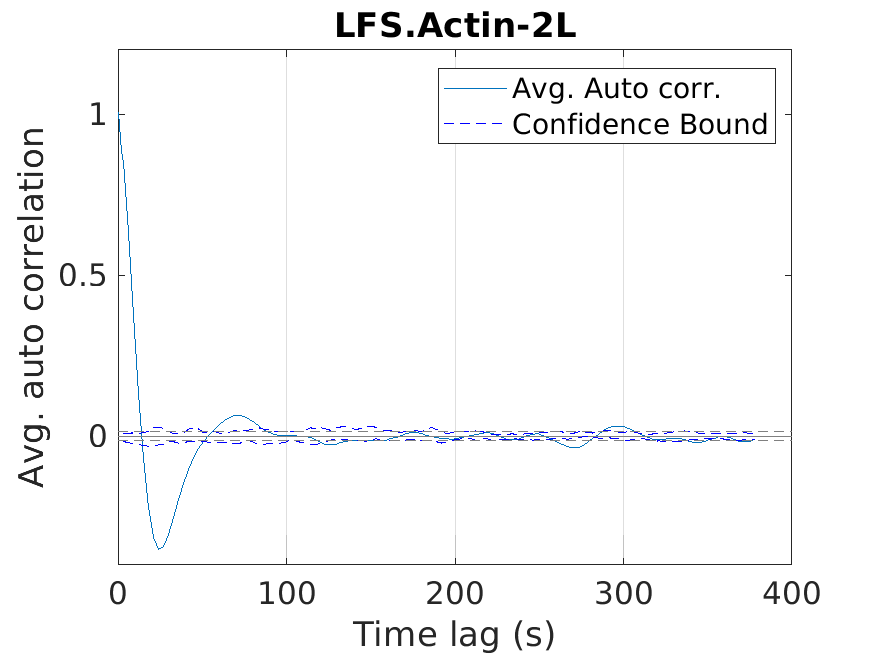 LFS.Actin-2L
Avg. Auto corr.
Confidence Bound
1
0.5
0
Avg. auto correlation
0 100 200 300 400
Time lag (s)